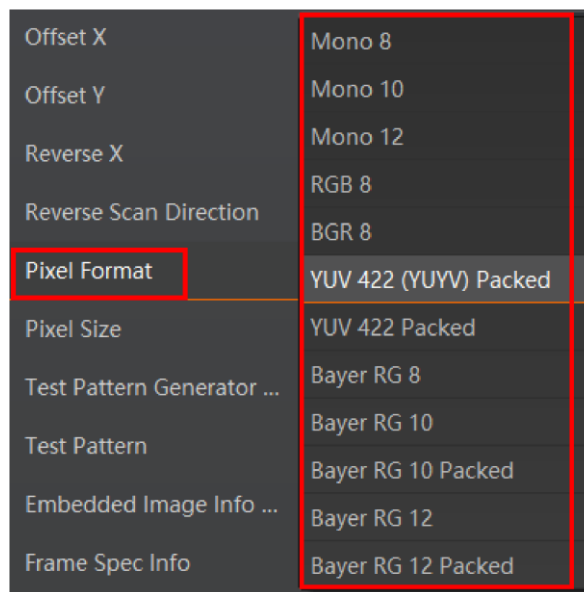 Offset X
Offset Y
Reverse X
Reverse Scan Direction
Pixel Format
Pixel Size
Test Pattern Generator ...
Test Pattern
Embedded Image Info ...
Frame Spec Info
Mono 8
Mono 10
Mono 12
RGB 8
BGR 8
YUV 422 (YUYV) Packed
YUV 422 Packed
Bayer RG 8
Bayer RG 10
Bayer RG 10 Packed
Bayer RG 12
Bayer RG 12 Packed